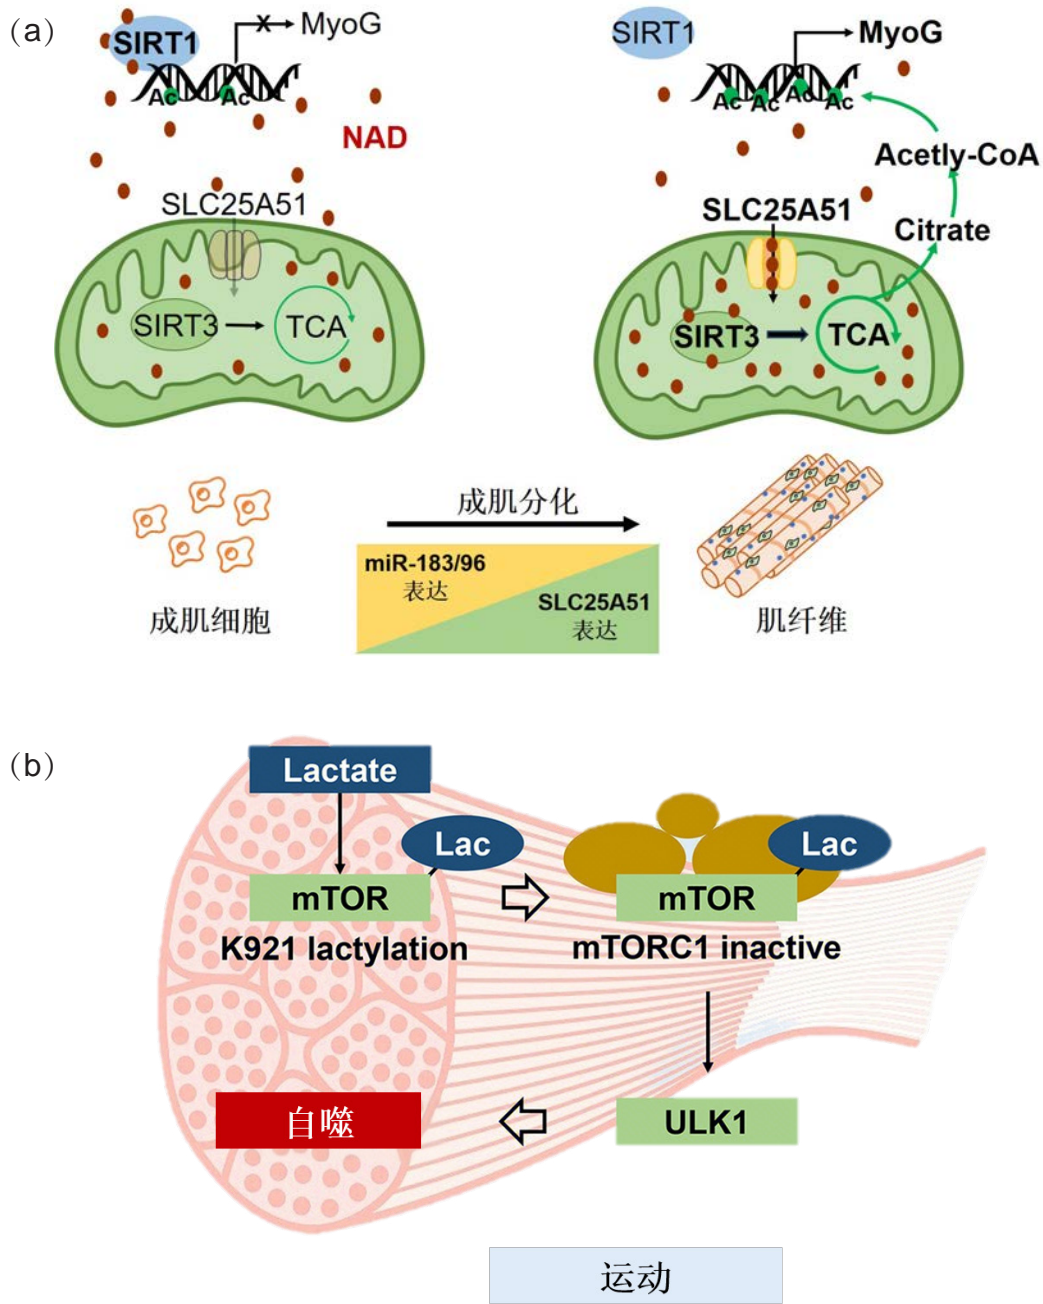 (a)
SIRT1
MyoG
Ac
Ac
NAD
SLC25A51
SIRT3
TCA
SIRT1
MyoG
Ac
Ac
Ac
Ac
Acetly-CoA
Citrate
SLC25A51
SIRT3
TCA
成肌细胞
成肌分化
miR-183/96
表达
SLC25A51
表达
肌纤维
(b)
Lactate
Lac
mTOR
K921 lactylation
Lac
mTOR
mTORC1 inactive
自噬
ULK1
运动